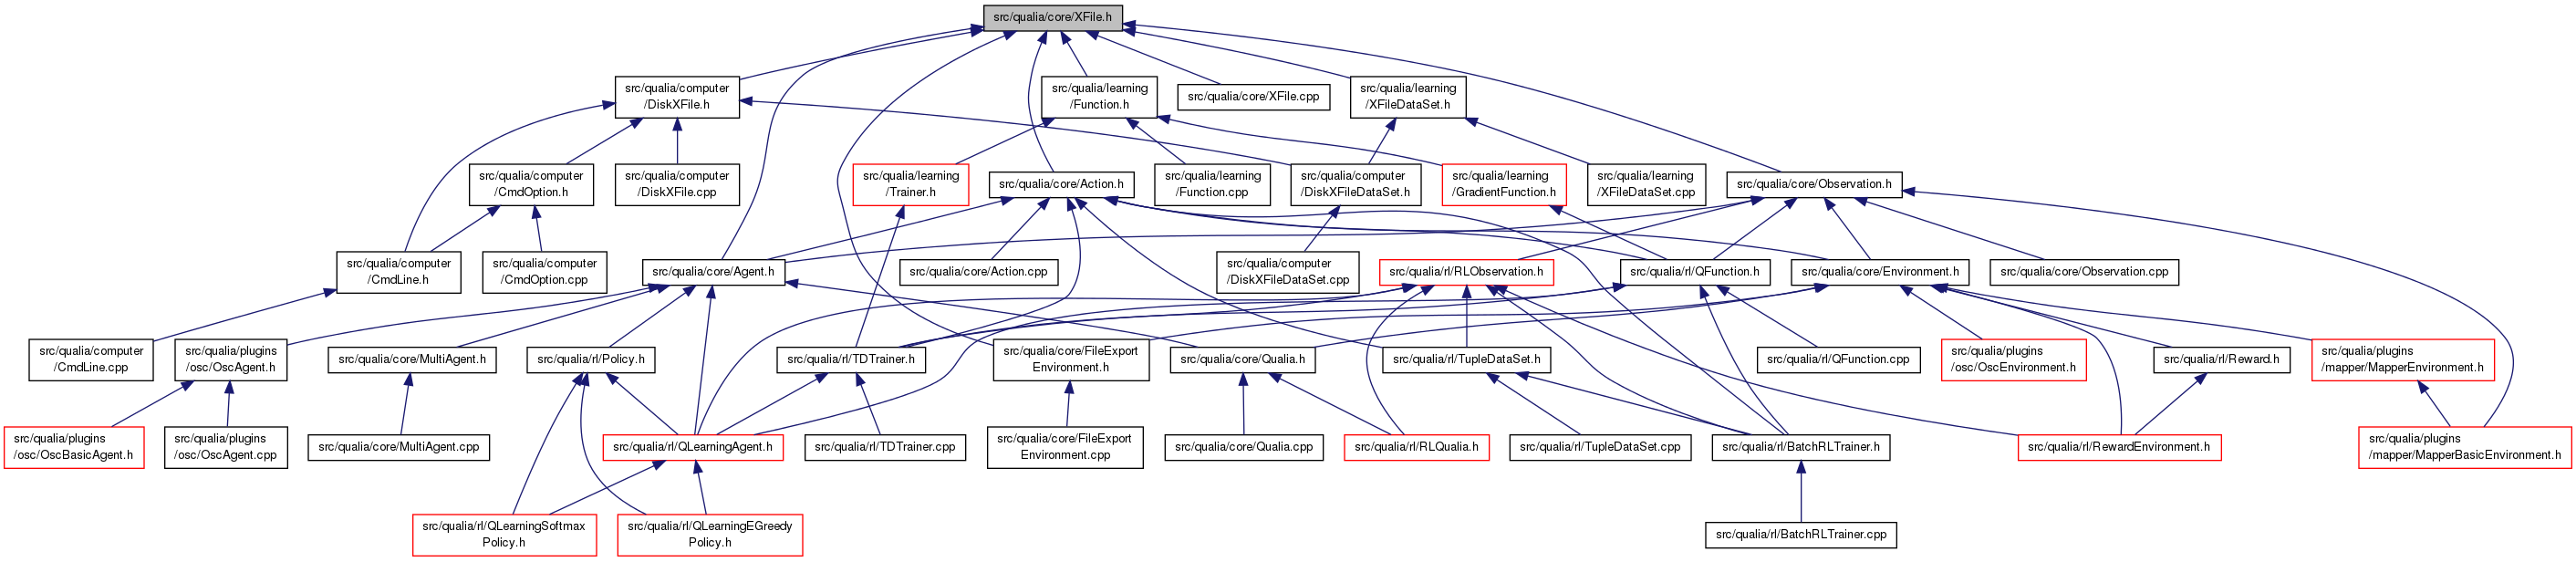 src/qualia/core/XFile.h
src/qualia/computer
/DiskXFile.h
src/qualia/learning
/Function.h
src/qualia/core/XFile.cpp
src/qualia/learning
/XFileDataSet.h
src/qualia/computer
/CmdOption.h
src/qualia/computer
/DiskXFile.cpp
src/qualia/learning
/Trainer.h
src/qualia/core/Action.h
src/qualia/learning
/Function.cpp
src/qualia/computer
/DiskXFileDataSet.h
src/qualia/learning
/GradientFunction.h
src/qualia/learning
/XFileDataSet.cpp
src/qualia/core/Observation.h
src/qualia/computer
/CmdLine.h
src/qualia/computer
/CmdOption.cpp
src/qualia/core/Agent.h
src/qualia/core/Action.cpp
src/qualia/computer
/DiskXFileDataSet.cpp
src/qualia/rl/RLObservation.h
src/qualia/rl/QFunction.h
src/qualia/core/Environment.h
src/qualia/core/Observation.cpp
src/qualia/computer
/CmdLine.cpp
src/qualia/plugins
/osc/OscAgent.h
src/qualia/core/MultiAgent.h
src/qualia/rl/Policy.h
src/qualia/rl/TDTrainer.h
src/qualia/core/FileExport
Environment.h
src/qualia/core/Qualia.h
src/qualia/rl/TupleDataSet.h
src/qualia/rl/QFunction.cpp
src/qualia/plugins
/osc/OscEnvironment.h
src/qualia/rl/Reward.h
src/qualia/plugins
/mapper/MapperEnvironment.h
src/qualia/plugins
/osc/OscBasicAgent.h
src/qualia/plugins
/osc/OscAgent.cpp
src/qualia/core/MultiAgent.cpp
src/qualia/rl/QLearningAgent.h
src/qualia/rl/TDTrainer.cpp
src/qualia/core/FileExport
Environment.cpp
src/qualia/core/Qualia.cpp
src/qualia/rl/RLQualia.h
src/qualia/rl/TupleDataSet.cpp
src/qualia/rl/BatchRLTrainer.h
src/qualia/rl/RewardEnvironment.h
src/qualia/plugins
/mapper/MapperBasicEnvironment.h
src/qualia/rl/QLearningSoftmax
Policy.h
src/qualia/rl/QLearningEGreedy
Policy.h
src/qualia/rl/BatchRLTrainer.cpp